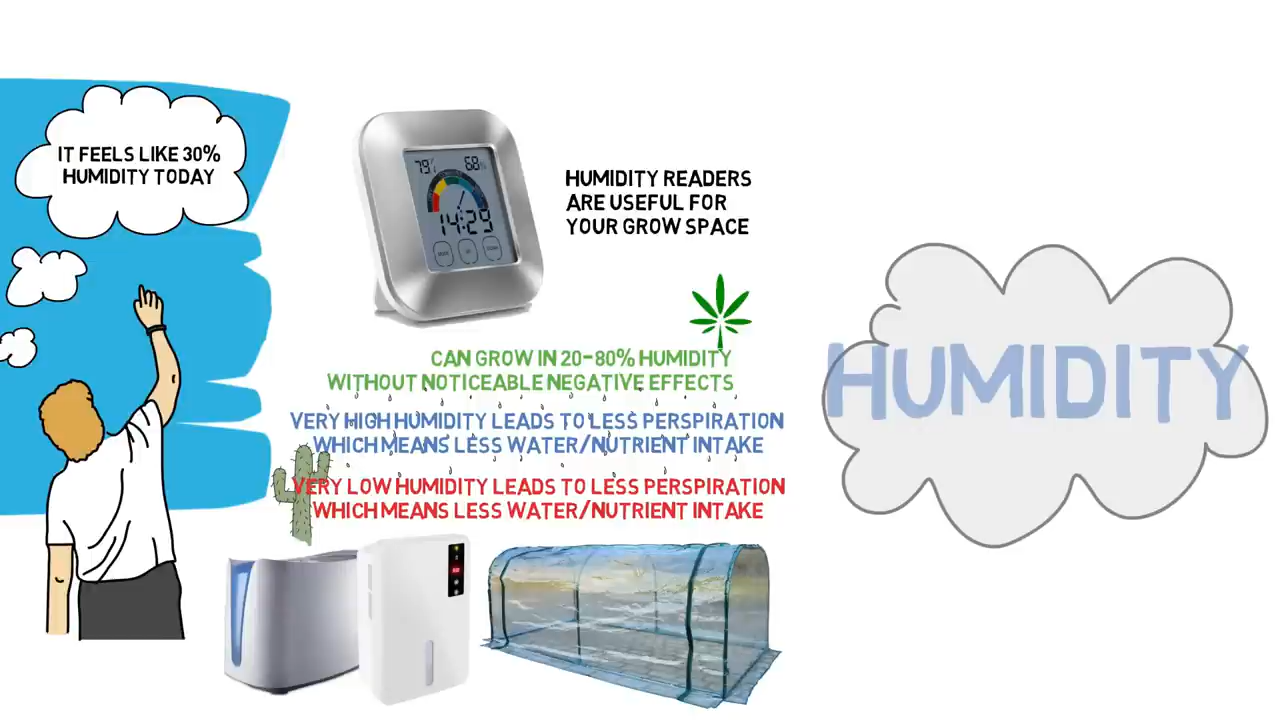 IT FEELS LIKE 30%
HUMIDITY TODAY
79%
68%
14:29
HUMIDITY READERS
ARE USEFUL FOR
YOUR GROW SPACE
CAN GROW IN 20-80% HUMIDITY
WITHOUT NOTICEABLE NEGATIVE EFFECTS
VERY HIGH HUMIDITY LEADS TO LESS PERSPIRATION
WHICH MEANS LESS WATER/NUTRIENT INTAKE
VERY LOW HUMIDITY LEADS TO LESS PERSPIRATION
WHICH MEANS LESS WATER/NUTRIENT INTAKE
HUMIDITY